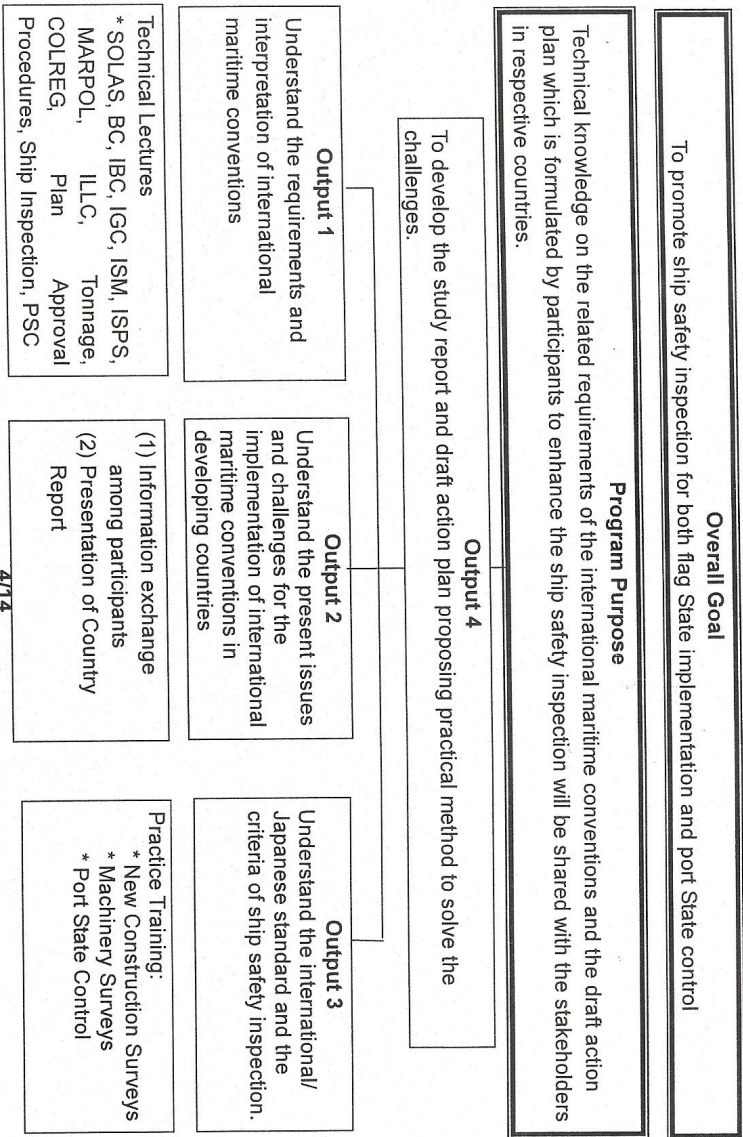 Overall Goal
To promote ship safety inspection for both flag State implementation and port State control
Program Purpose
Technical knowledge on the related requirements of the international maritime conventions and the draft action
plan which is formulated by participants to enhance the ship safety inspection will be shared with the stakeholders
in respective countries.
Output 4
To develop the study report and draft action plan proposing practical method to solve the
challenges.
Output 1
Understand the requirements and
interpretation of international
maritime conventions
Output 2
Understand the present issues
and challenges for the
implementation of international
maritime conventions in
developing countries
Output 3
Understand the international/
Japanese standard and the
criteria of ship safety inspection.
Technical Lectures
* SOLAS, BC, IBC, IGC, ISM, ISPS,
MARPOL, ILLC, Tonnage,
COLREG, Plan Approval
Procedures, Ship Inspection, PSC
(1) Information exchange
among participants
(2) Presentation of Country
Report
Practice Training:
* New Construction Surveys
* Machinery Surveys
* Port State Control
4/14